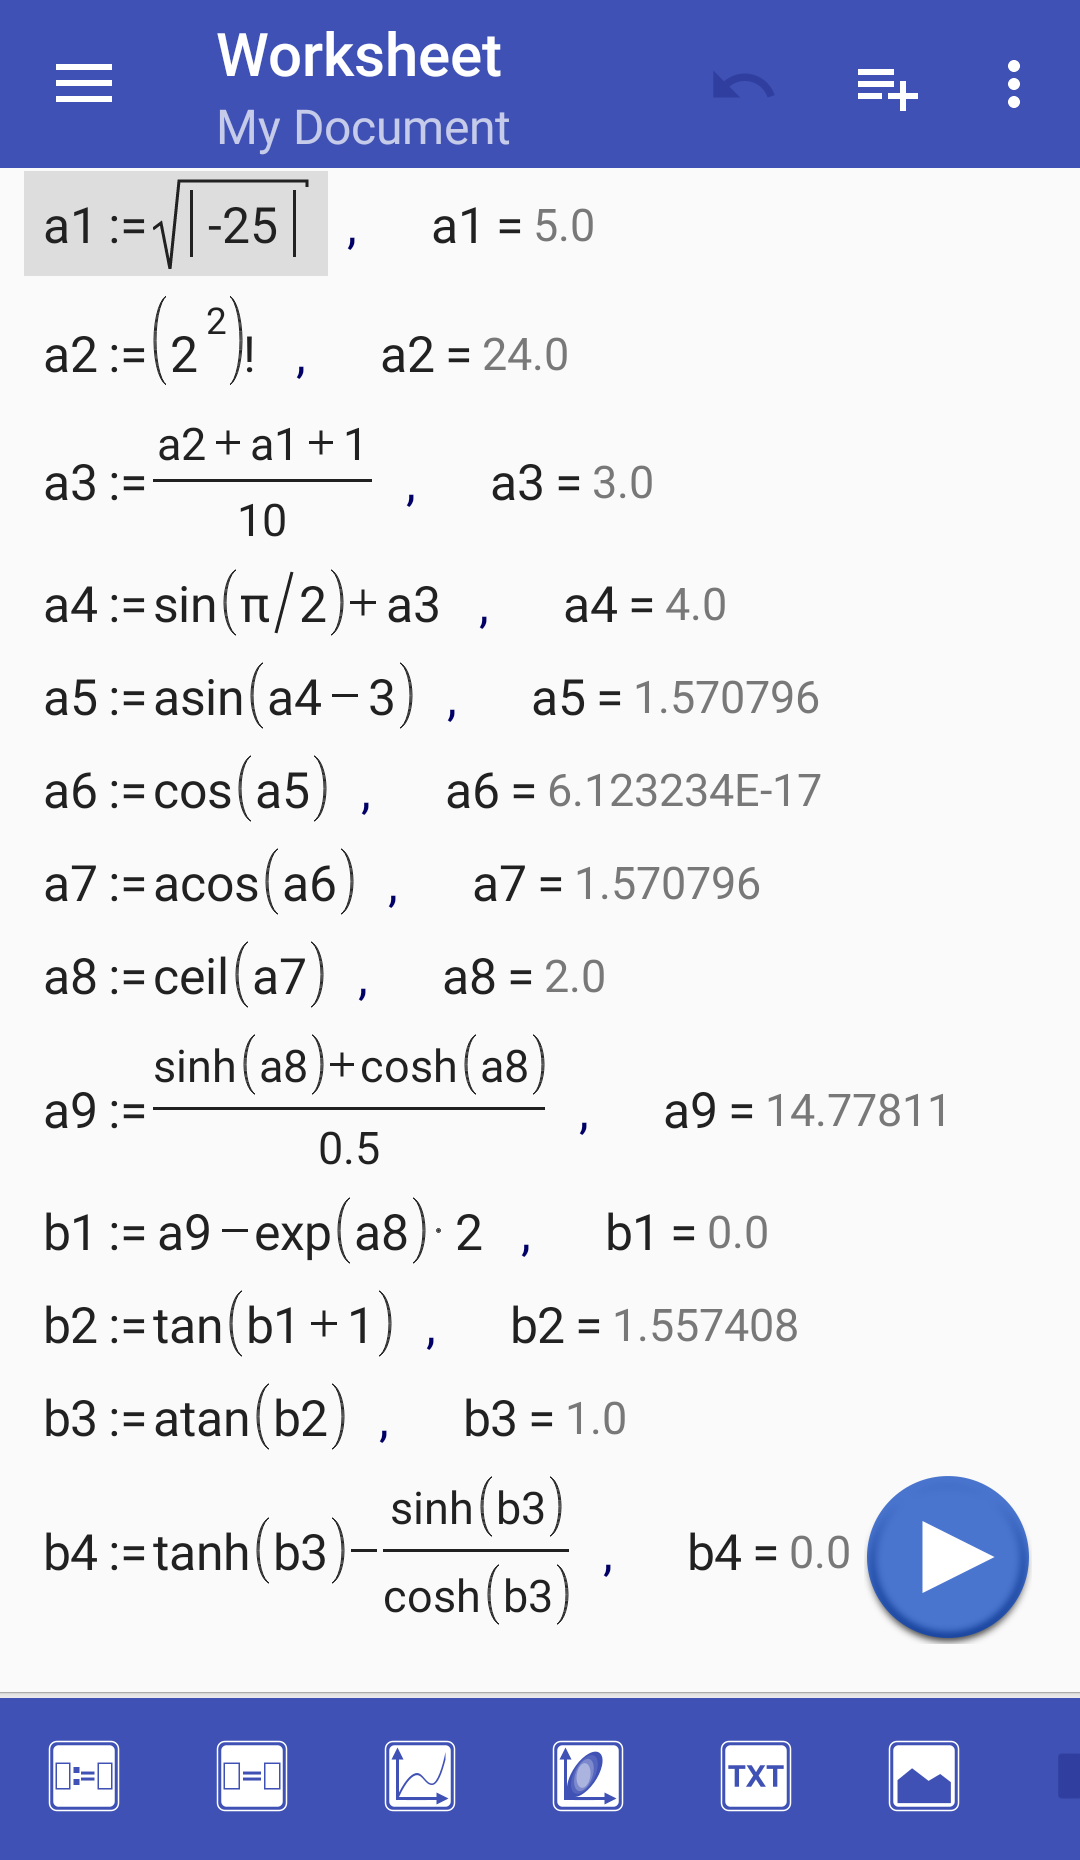 Worksheet
My Document
a1 := √|-25| , a1 = 5.0
a2 := (2²)! , a2 = 24.0
a3 := (a2 + a1 + 1)/10 , a3 = 3.0
a4 := sin(π/2) + a3 , a4 = 4.0
a5 := asin(a4 − 3) , a5 = 1.570796
a6 := cos(a5) , a6 = 6.123234E-17
a7 := acos(a6) , a7 = 1.570796
a8 := ceil(a7) , a8 = 2.0
a9 := (sinh(a8) + cosh(a8))/0.5 , a9 = 14.77811
b1 := a9 − exp(a8) · 2 , b1 = 0.0
b2 := tan(b1 + 1) , b2 = 1.557408
b3 := atan(b2) , b3 = 1.0
b4 := tanh(b3) − sinh(b3)/cosh(b3) , b4 = 0.0
□:=□ □=□ TXT